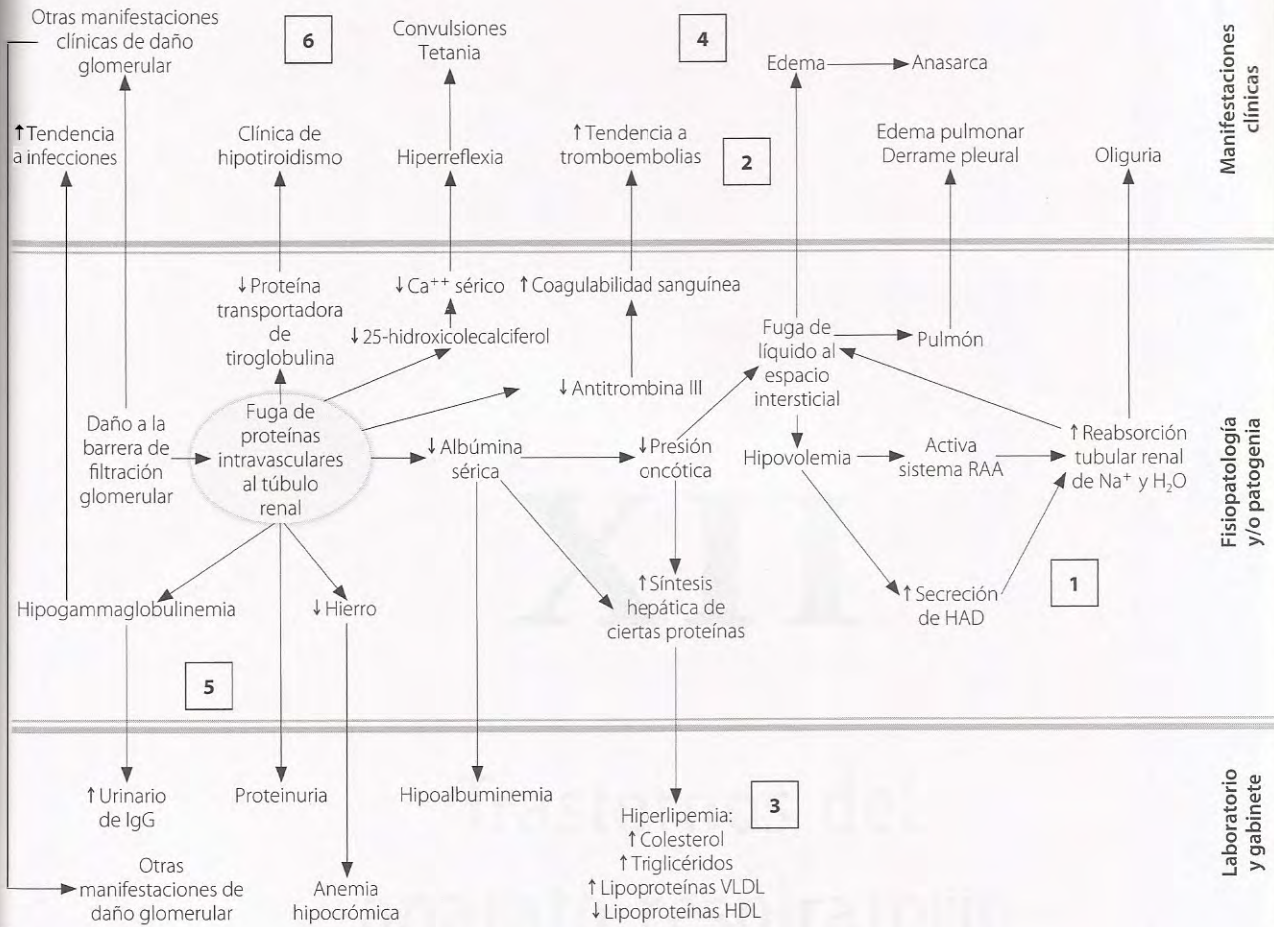 Otras manifestaciones
clínicas de daño
glomerular
6
Convulsiones
Tetania
4
Edema
Anasarca
Manifestaciones
clínicas
↑Tendencia
a infecciones
Clínica de
hipotiroidismo
Hiperreflexia
↑Tendencia a
tromboembolias
2
Edema pulmonar
Derrame pleural
Oliguria
↓Proteína
transportadora
de
tiroglobulina
↓Ca++ sérico
↑Coagulabilidad sanguínea
↓25-hidroxicolecalciferol
↓Antitrombina III
Fuga de
líquido al
espacio
intersticial
Pulmón
Daño a la
barrera de
filtración
glomerular
Fuga de
proteínas
intravasculares
al túbulo
renal
↓Albúmina
sérica
↓Presión
oncótica
Hipovolemia
Activa
sistema RAA
↑Reabsorción
tubular renal
de Na+ y H₂O
Fisiopatología
y/o patogenia
Hipogammaglobulinemia
↓Hierro
↑Síntesis
hepática de
ciertas proteínas
↑Secreción
de HAD
1
5
↑Urinario
de IgG
Proteinuria
Hipoalbuminemia
Hiperlipemia:
↑Colesterol
↑Triglicéridos
↑Lipoproteínas VLDL
↓Lipoproteínas HDL
3
Laboratorio
y gabinete
Otras
manifestaciones de
daño glomerular
Anemia
hipocrómica